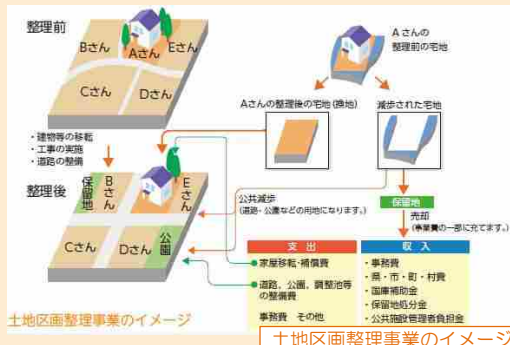 整理前
Bさん
Aさん
Eさん
Cさん
Dさん
Aさんの
整理前の宅地
Aさんの整理後の宅地(換地)
減歩された宅地
・建物等の移転
・工事の実施
・道路の整備
整理後
保留地
Bさん
Eさん
Cさん
Dさん
公園
公共減歩
(道路・公園などの用地になります。)
保留地
売却
(事業費の一部に充てます。)
支出
家屋移転・補償費
道路、公園、調整池等
の整備費
事務費 その他
収入
・事務費
・県・市・町・村費
・国庫補助金
・保留地処分金
・公共施設管理者負担金
土地区画整理事業のイメージ
土地区画整理事業のイメージ